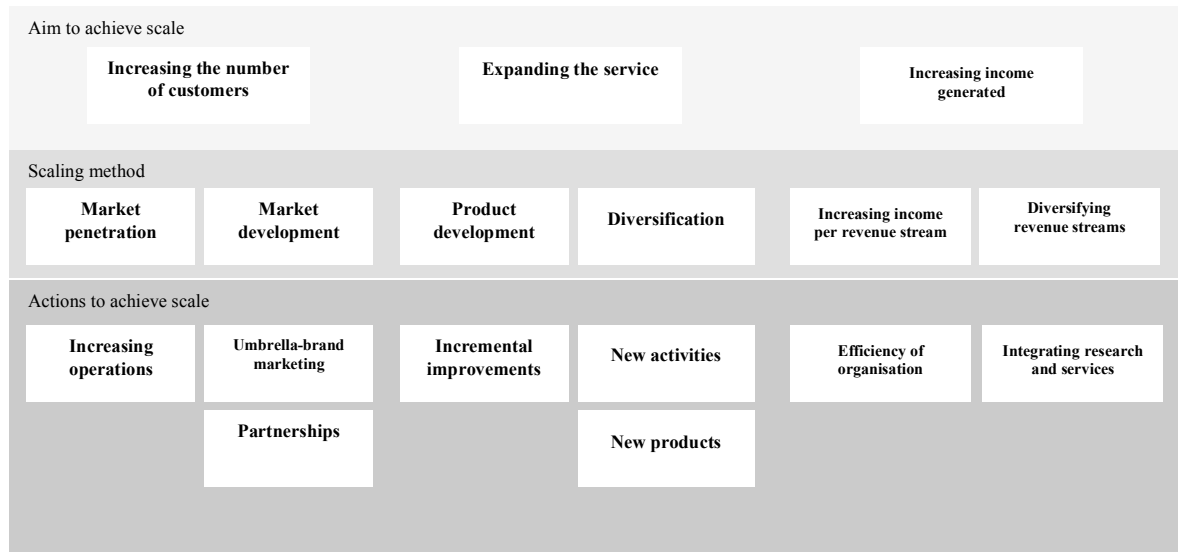 Aim to achieve scale
Increasing the number
of customers
Expanding the service
Increasing income
generated
Scaling method
Market
penetration
Market
development
Product
development
Diversification
Increasing income
per revenue stream
Diversifying
revenue streams
Actions to achieve scale
Increasing
operations
Umbrella-brand
marketing
Incremental
improvements
New activities
Efficiency of
organisation
Integrating research
and services
Partnerships
New products